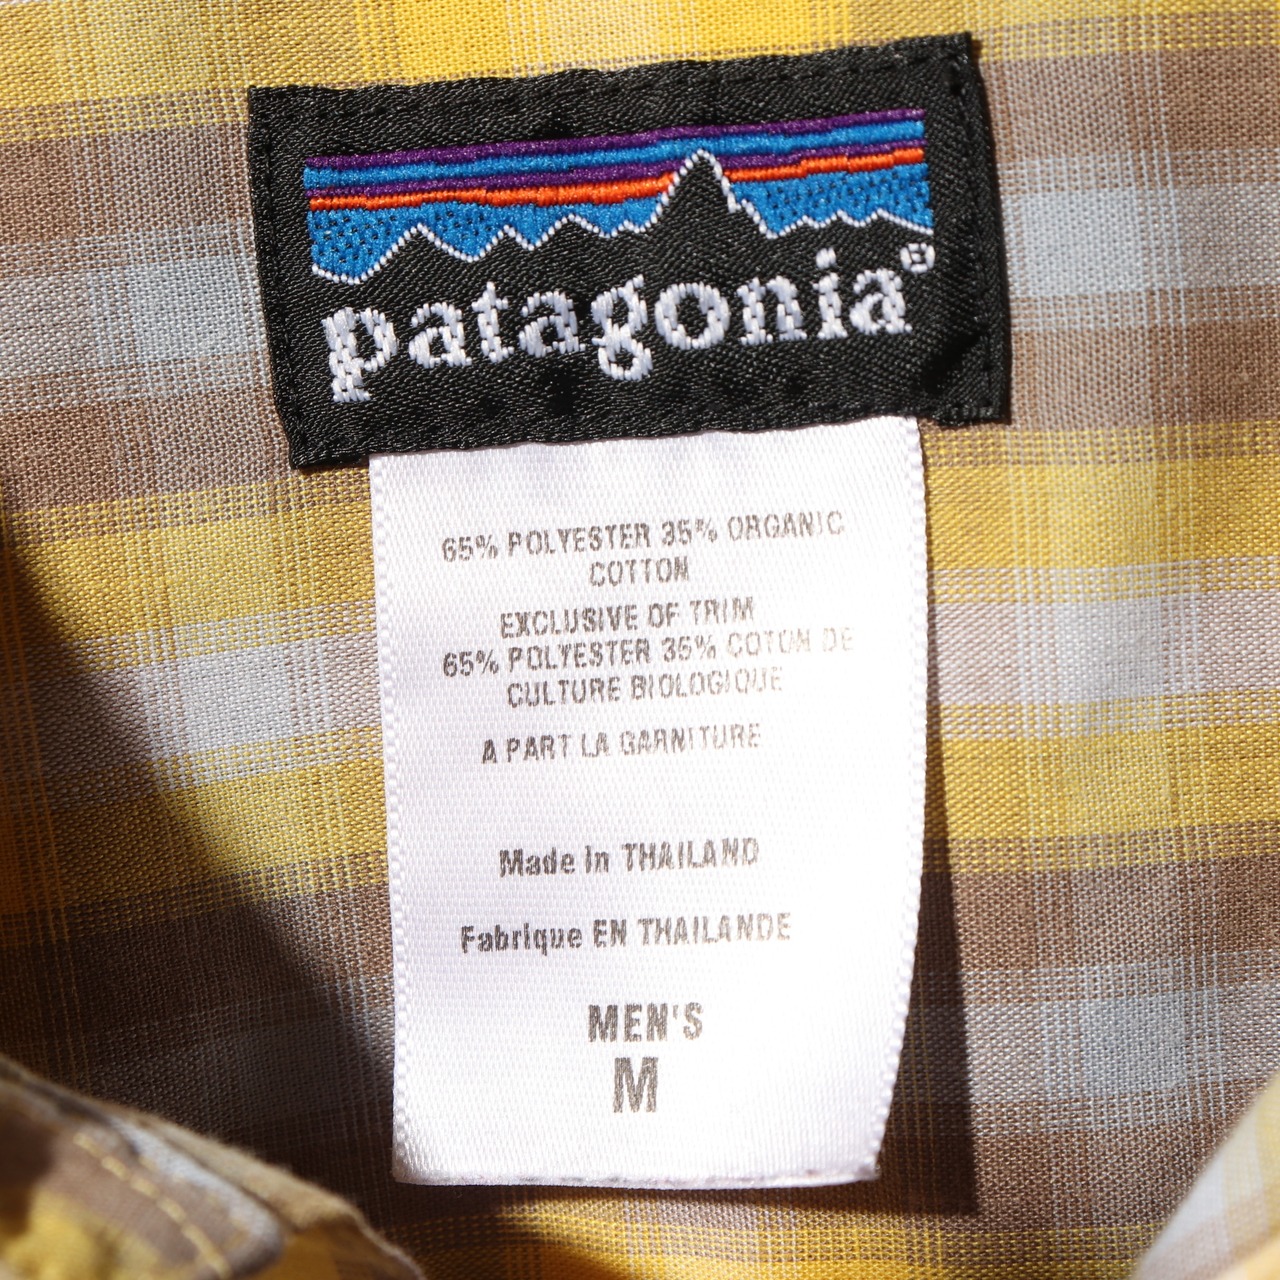 patagonia®
65% POLYESTER 35% ORGANIC
COTTON
EXCLUSIVE OF TRIM
65% POLYESTER 35% COTON DE
CULTURE BIOLOGIQUE
A PART LA GARNITURE
Made in THAILAND
Fabrique EN THAILANDE
MEN'S
M